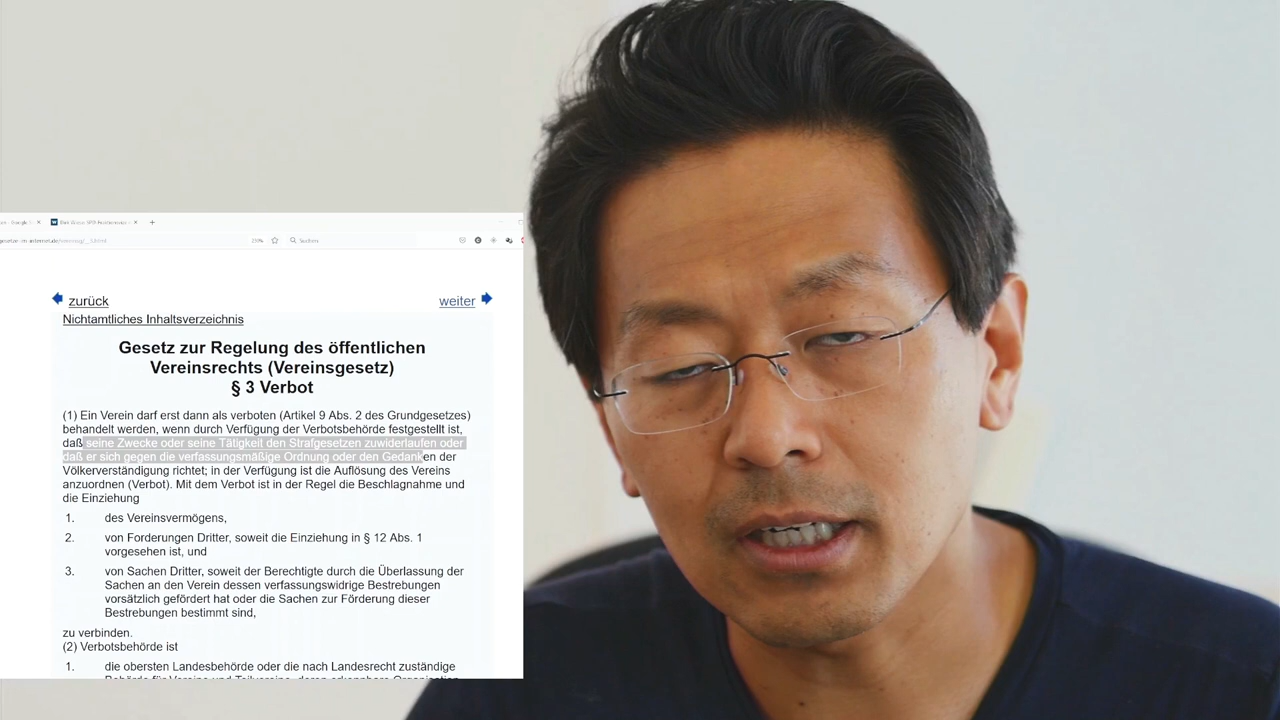 zurück weiter
Nichtamtliches Inhaltsverzeichnis
Gesetz zur Regelung des öffentlichen
Vereinsrechts (Vereinsgesetz)
§ 3 Verbot
(1) Ein Verein darf erst dann als verboten (Artikel 9 Abs. 2 des Grundgesetzes)
behandelt werden, wenn durch Verfügung der Verbotsbehörde festgestellt ist,
daß seine Zwecke oder seine Tätigkeit den Strafgesetzen zuwiderlaufen oder
daß er sich gegen die verfassungsmäßige Ordnung oder den Gedanken der
Völkerverständigung richtet; in der Verfügung ist die Auflösung des Vereins
anzuordnen (Verbot). Mit dem Verbot ist in der Regel die Beschlagnahme und
die Einziehung
1. des Vereinsvermögens,
2. von Forderungen Dritter, soweit die Einziehung in § 12 Abs. 1
vorgesehen ist, und
3. von Sachen Dritter, soweit der Berechtigte durch die Überlassung der
Sachen an den Verein dessen verfassungswidrige Bestrebungen
vorsätzlich gefördert hat oder die Sachen zur Förderung dieser
Bestrebungen bestimmt sind,
zu verbinden.
(2) Verbotsbehörde ist
1. die obersten Landesbehörde oder die nach Landesrecht zuständige